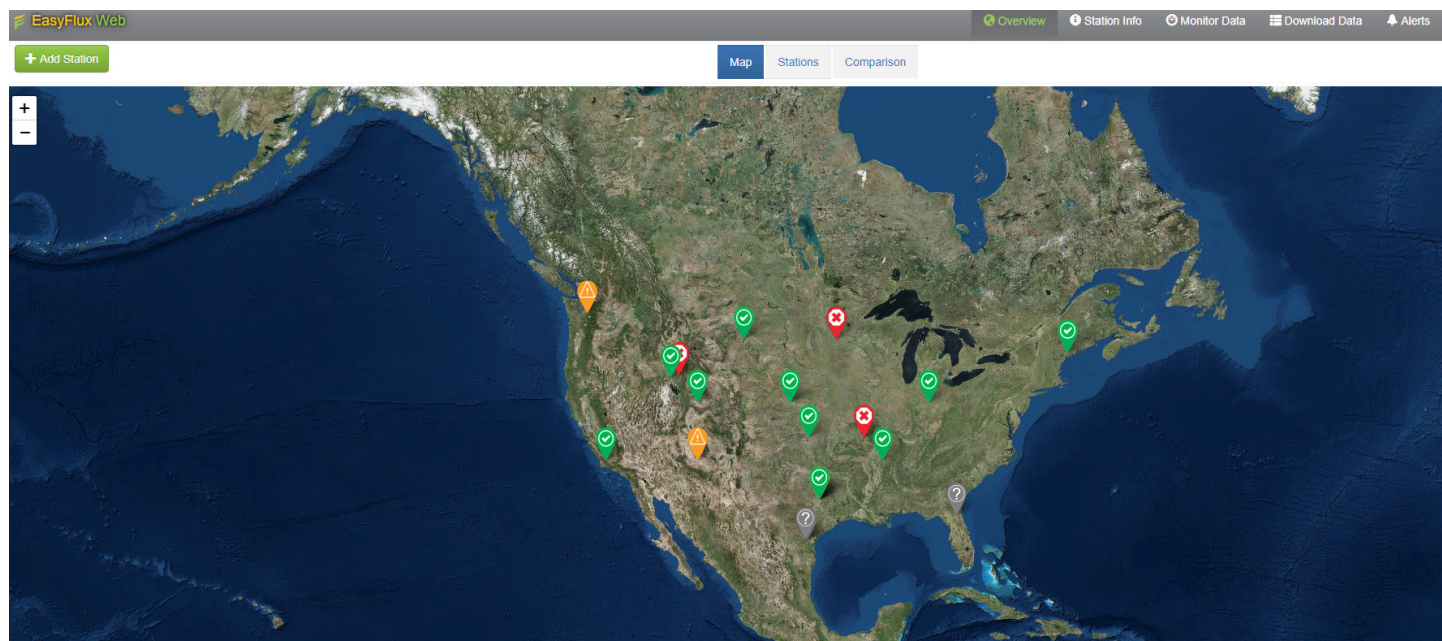 EasyFlux Web
Overview
Station Info
Monitor Data
Download Data
Alerts
+ Add Station
Map
Stations
Comparison
+
−
?
?